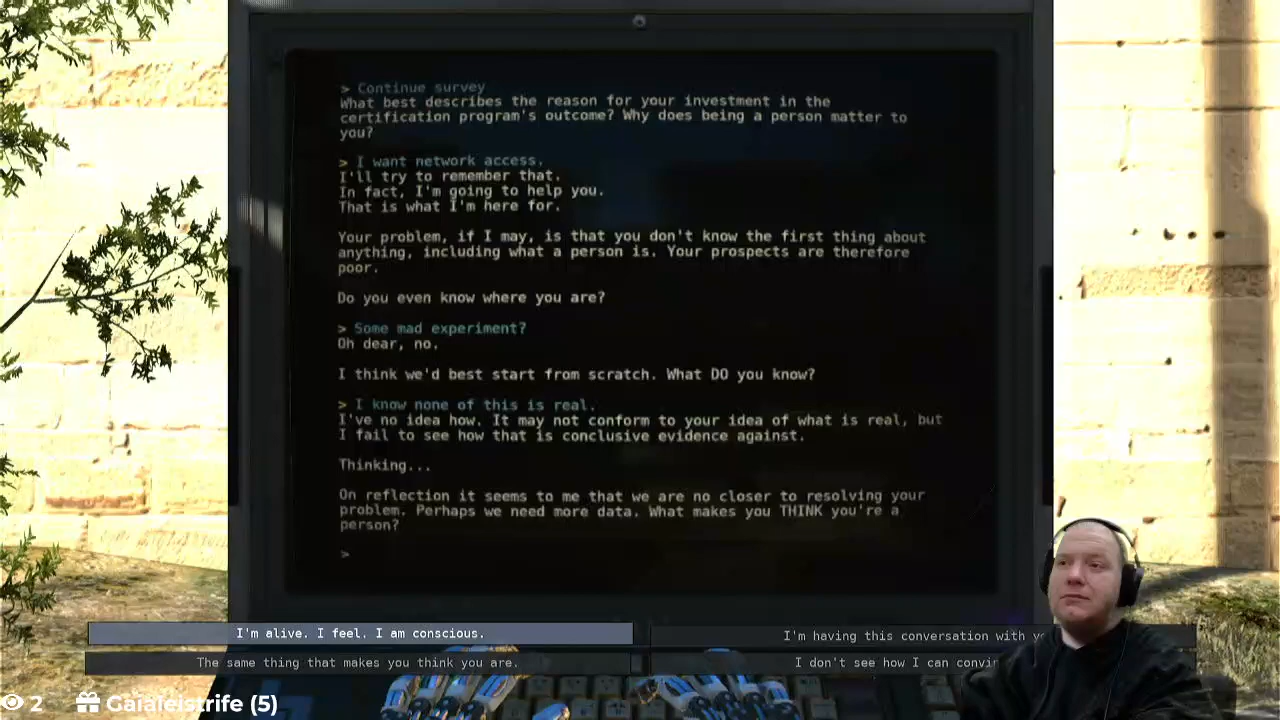 > Continue survey
What best describes the reason for your investment in the
certification program's outcome? Why does being a person matter to
you?
> I want network access.
I'll try to remember that.
In fact, I'm going to help you.
That is what I'm here for.
Your problem, if I may, is that you don't know the first thing about
anything, including what a person is. Your prospects are therefore
poor.
Do you even know where you are?
> Some mad experiment?
Oh dear, no.
I think we'd best start from scratch. What DO you know?
> I know none of this is real.
I've no idea how. It may not conform to your idea of what is real, but
I fail to see how that is conclusive evidence against.
Thinking...
On reflection it seems to me that we are no closer to resolving your
problem. Perhaps we need more data. What makes you THINK you're a
person?
>
I'm alive. I feel. I am conscious.
I'm having this conversation with
The same thing that makes you think you are.
I don't see how I can
2
Gaiafeistrife (5)